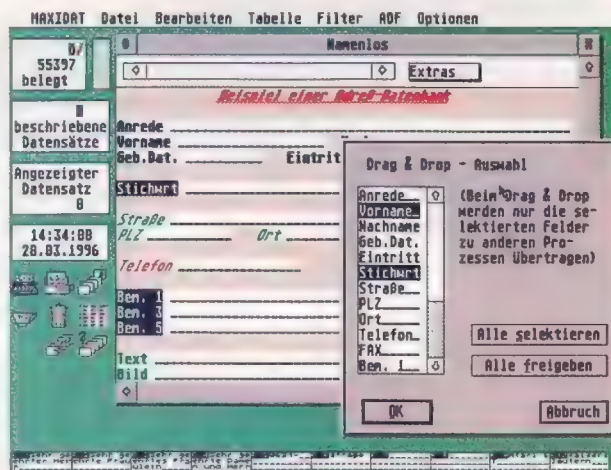 MAXIDAT Datei Bearbeiten Tabelle Filter ADF Optionen
0/
55397
belegt
Namenlos
Extras
Beispiel einer Adreß-Datenbank
0
beschriebene
Datensätze
Anrede
Vorname
Geb.Dat. Eintrit
Angezeigter
Datensatz
0
Stichwrt
Straße
PLZ Ort
14:34:08
28.03.1996
Telefon
Bem. 1
Bem. 3
Bem. 5
Text
Bild
Drag & Drop - Auswahl
Anrede
Vorname
Nachname
Geb.Dat.
Eintritt
Stichwrt
Straße
PLZ
Ort
Telefon
FAX
Bem. 1
(Beim Drag & Drop
werden nur die se-
lektierten Felder
zu anderen Pro-
zessen übertragen)
Alle selektieren
Alle freigeben
OK
Abbruch